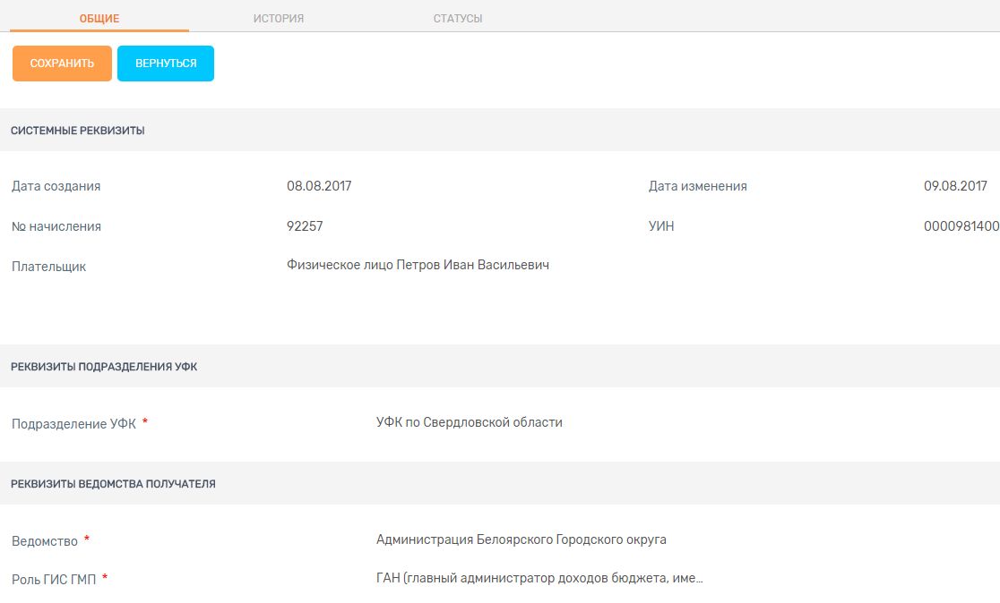 ОБЩИЕ ИСТОРИЯ СТАТУСЫ
СОХРАНИТЬ ВЕРНУТЬСЯ
СИСТЕМНЫЕ РЕКВИЗИТЫ
Дата создания 08.08.2017 Дата изменения 09.08.2017
№ начисления 92257 УИН 0000981400
Плательщик Физическое лицо Петров Иван Васильевич
РЕКВИЗИТЫ ПОДРАЗДЕЛЕНИЯ УФК
Подразделение УФК * УФК по Свердловской области
РЕКВИЗИТЫ ВЕДОМСТВА ПОЛУЧАТЕЛЯ
Ведомство * Администрация Белоярского Городского округа
Роль ГИС ГМП * ГАН (главный администратор доходов бюджета, име...